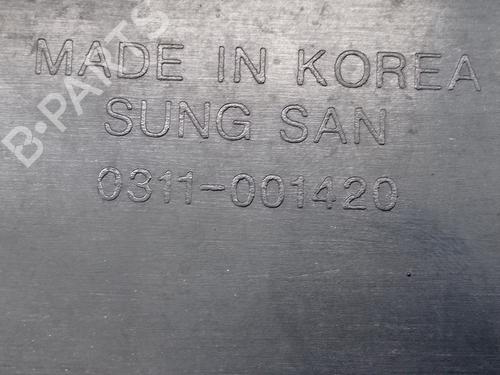 MADE IN KOREA
SUNG SAN
0311-001420
B-PARTS